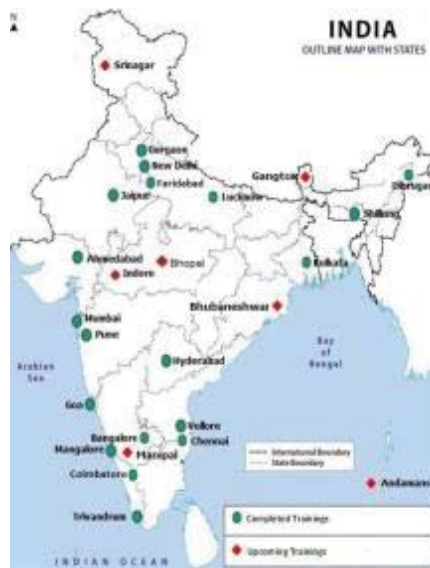 N
INDIA
OUTLINE MAP WITH STATES
Srinagar
Gurgaon
New Delhi
Faridabad
Jaipur
Lucknow
Gangtok
Dibrugarh
Shillong
Ahmedabad
Bhopal
Indore
Kolkata
Bhubaneshwar
Mumbai
Pune
Hyderabad
Arabian
Sea
Bay
of
Bengal
Goa
Vellore
Bangalore
Chennai
Mangalore
Manipal
Coimbatore
International Boundary
State Boundary
Andamans
Trivandrum
Completed Trainings
Upcoming Trainings
INDIAN OCEAN